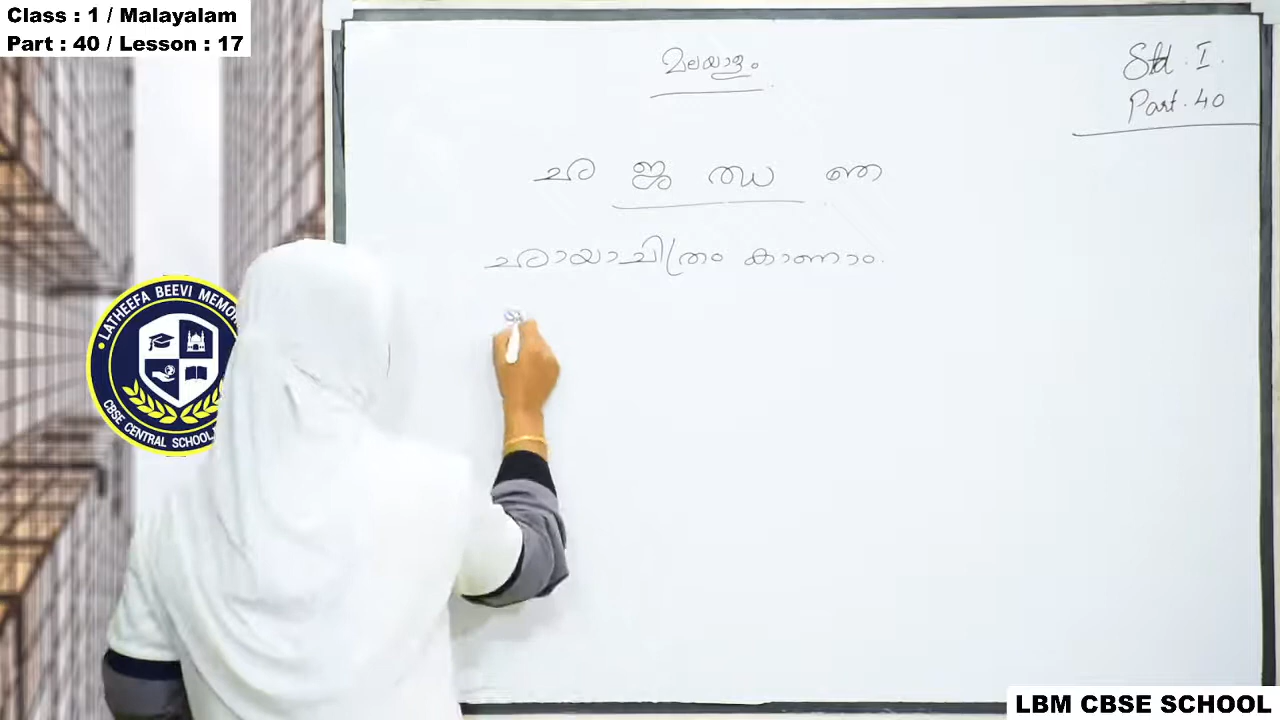 Class : 1 / Malayalam
Part : 40 / Lesson : 17
മലയാളം
Std. I.
Part. 40
ഛ ജ ഝ ഞ
ഛായാചിത്രം കാണാം.
LATHEEFA BEEVI MEMOR
CBSE CENTRAL SCHOOL,
LBM CBSE SCHOOL